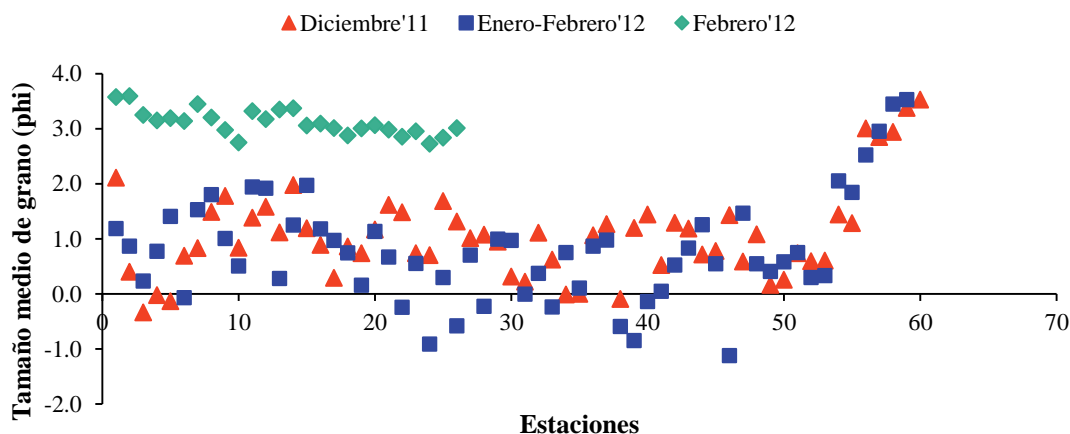 Diciembre'11 Enero-Febrero'12 Febrero'12
Tamaño medio de grano (phi)
4.0
3.0
2.0
1.0
0.0
-1.0
-2.0
0 10 20 30 40 50 60 70
Estaciones